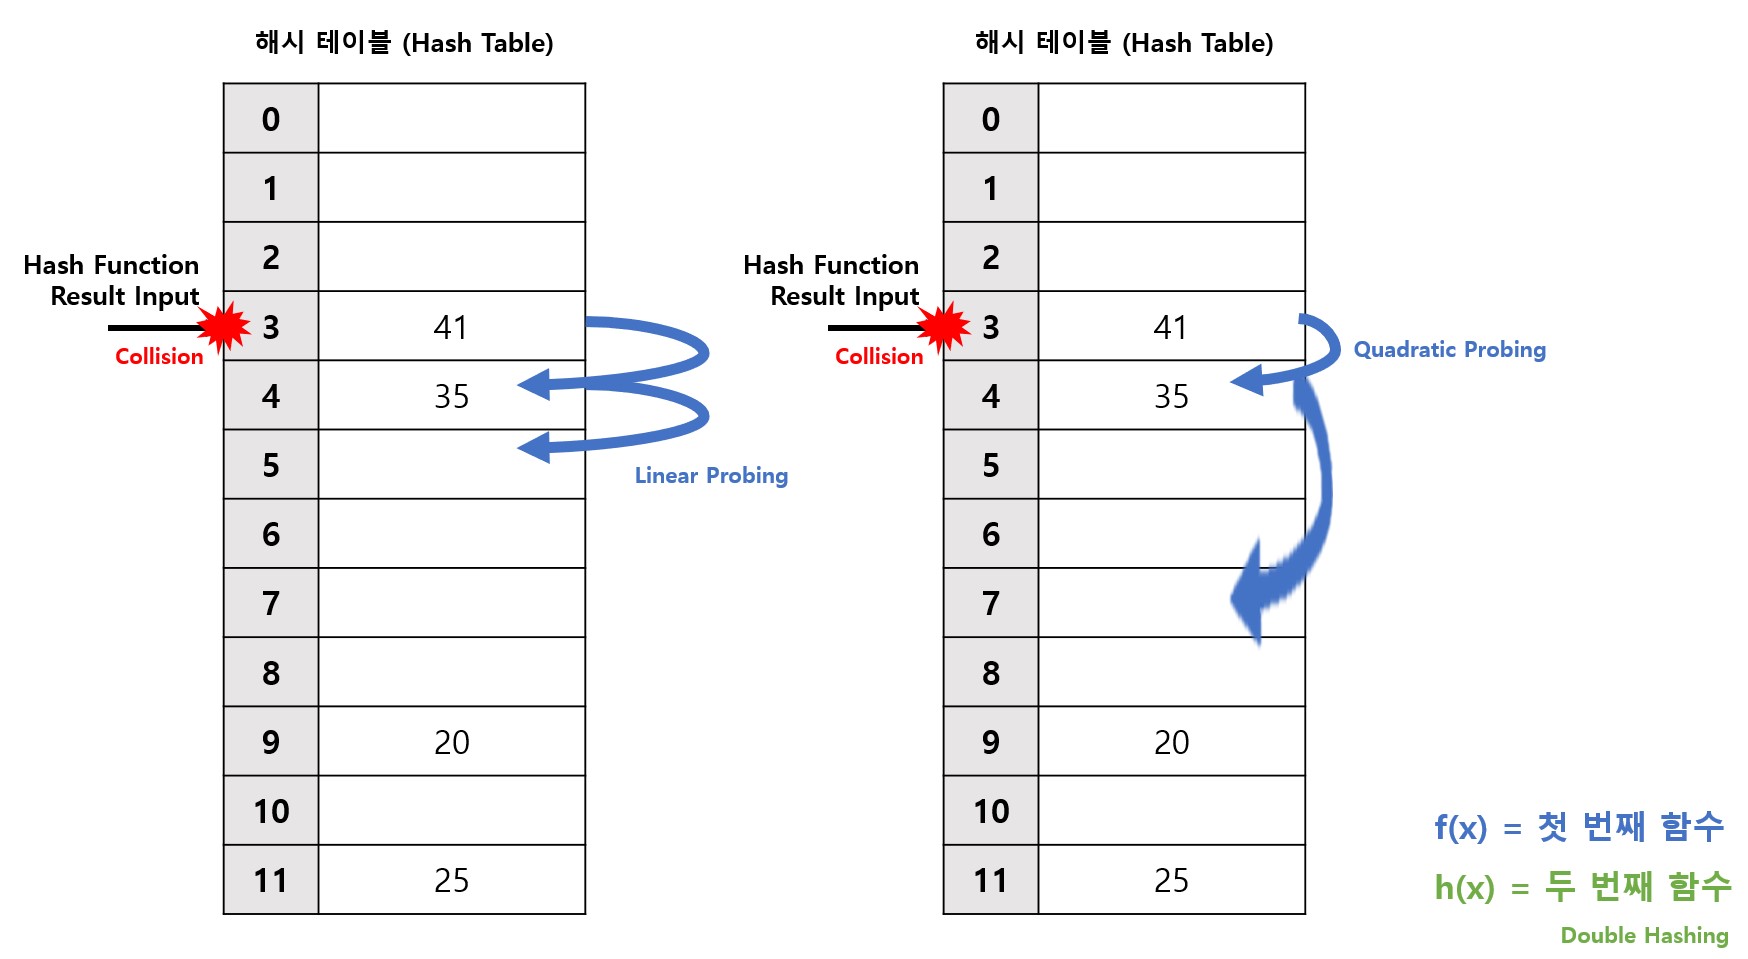 해시 테이블 (Hash Table)
0
1
2
Hash Function
Result Input
3 41
Collision
4 35
5
Linear Probing
6
7
8
9 20
10
11 25
해시 테이블 (Hash Table)
0
1
2
Hash Function
Result Input
3 41
Quadratic Probing
Collision
4 35
5
6
7
8
9 20
10
11 25
f(x) = 첫 번째 함수
h(x) = 두 번째 함수
Double Hashing